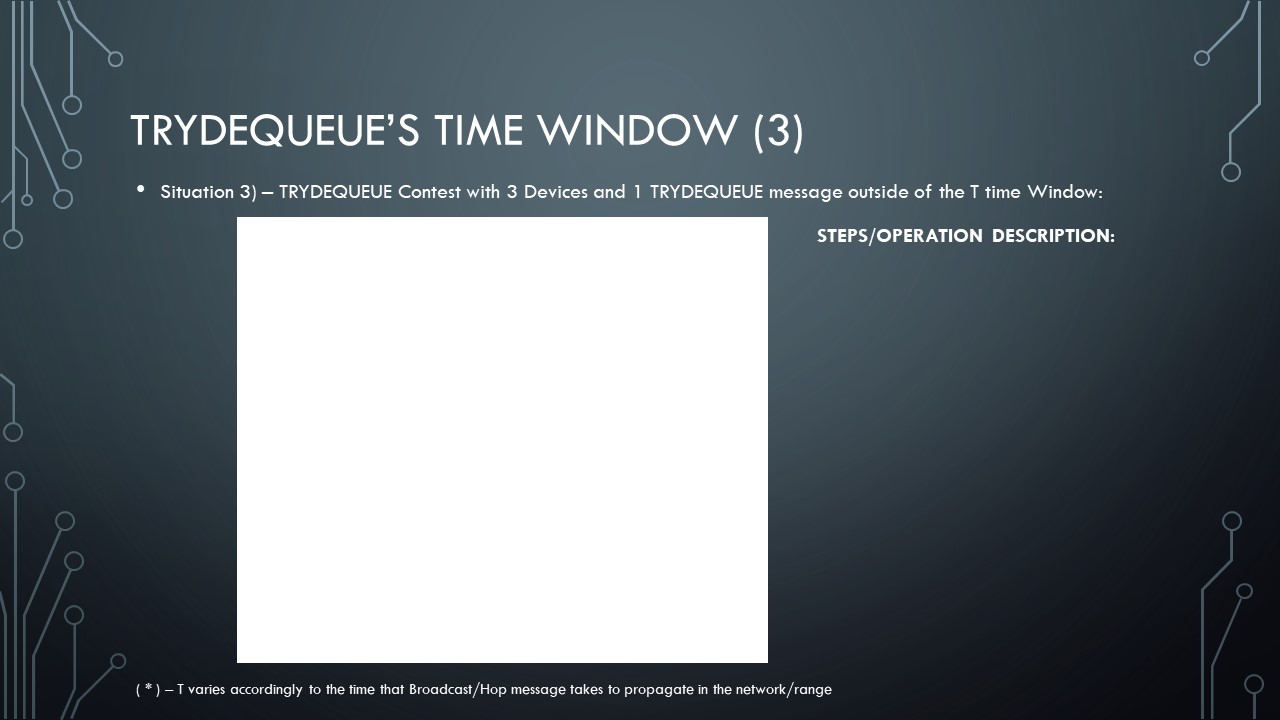 TRYDEQUEUE’S TIME WINDOW (3)
• Situation 3) – TRYDEQUEUE Contest with 3 Devices and 1 TRYDEQUEUE message outside of the T time Window:
STEPS/OPERATION DESCRIPTION:
( * ) – T varies accordingly to the time that Broadcast/Hop message takes to propagate in the network/range